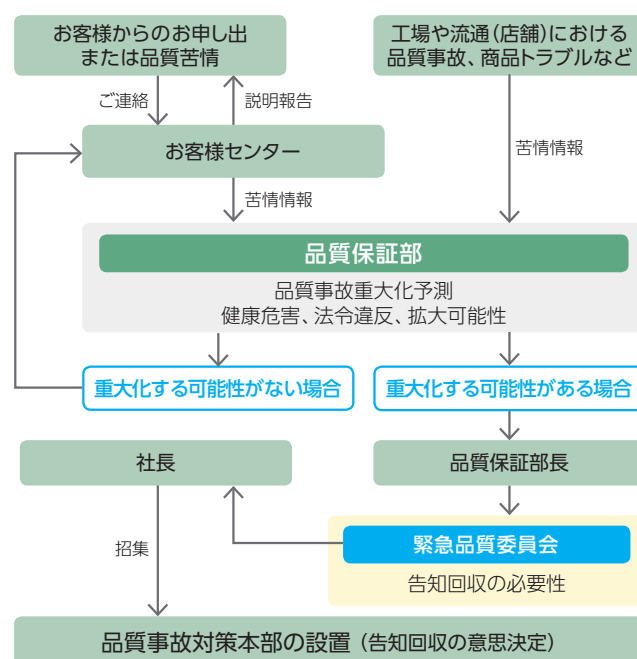 お客様からのお申し出
または品質苦情
工場や流通（店舗）における
品質事故、商品トラブルなど
ご連絡
説明報告
お客様センター
苦情情報
苦情情報
品質保証部
品質事故重大化予測
健康危害、法令違反、拡大可能性
重大化する可能性がない場合
重大化する可能性がある場合
社長
品質保証部長
招集
緊急品質委員会
告知回収の必要性
品質事故対策本部の設置（告知回収の意思決定）